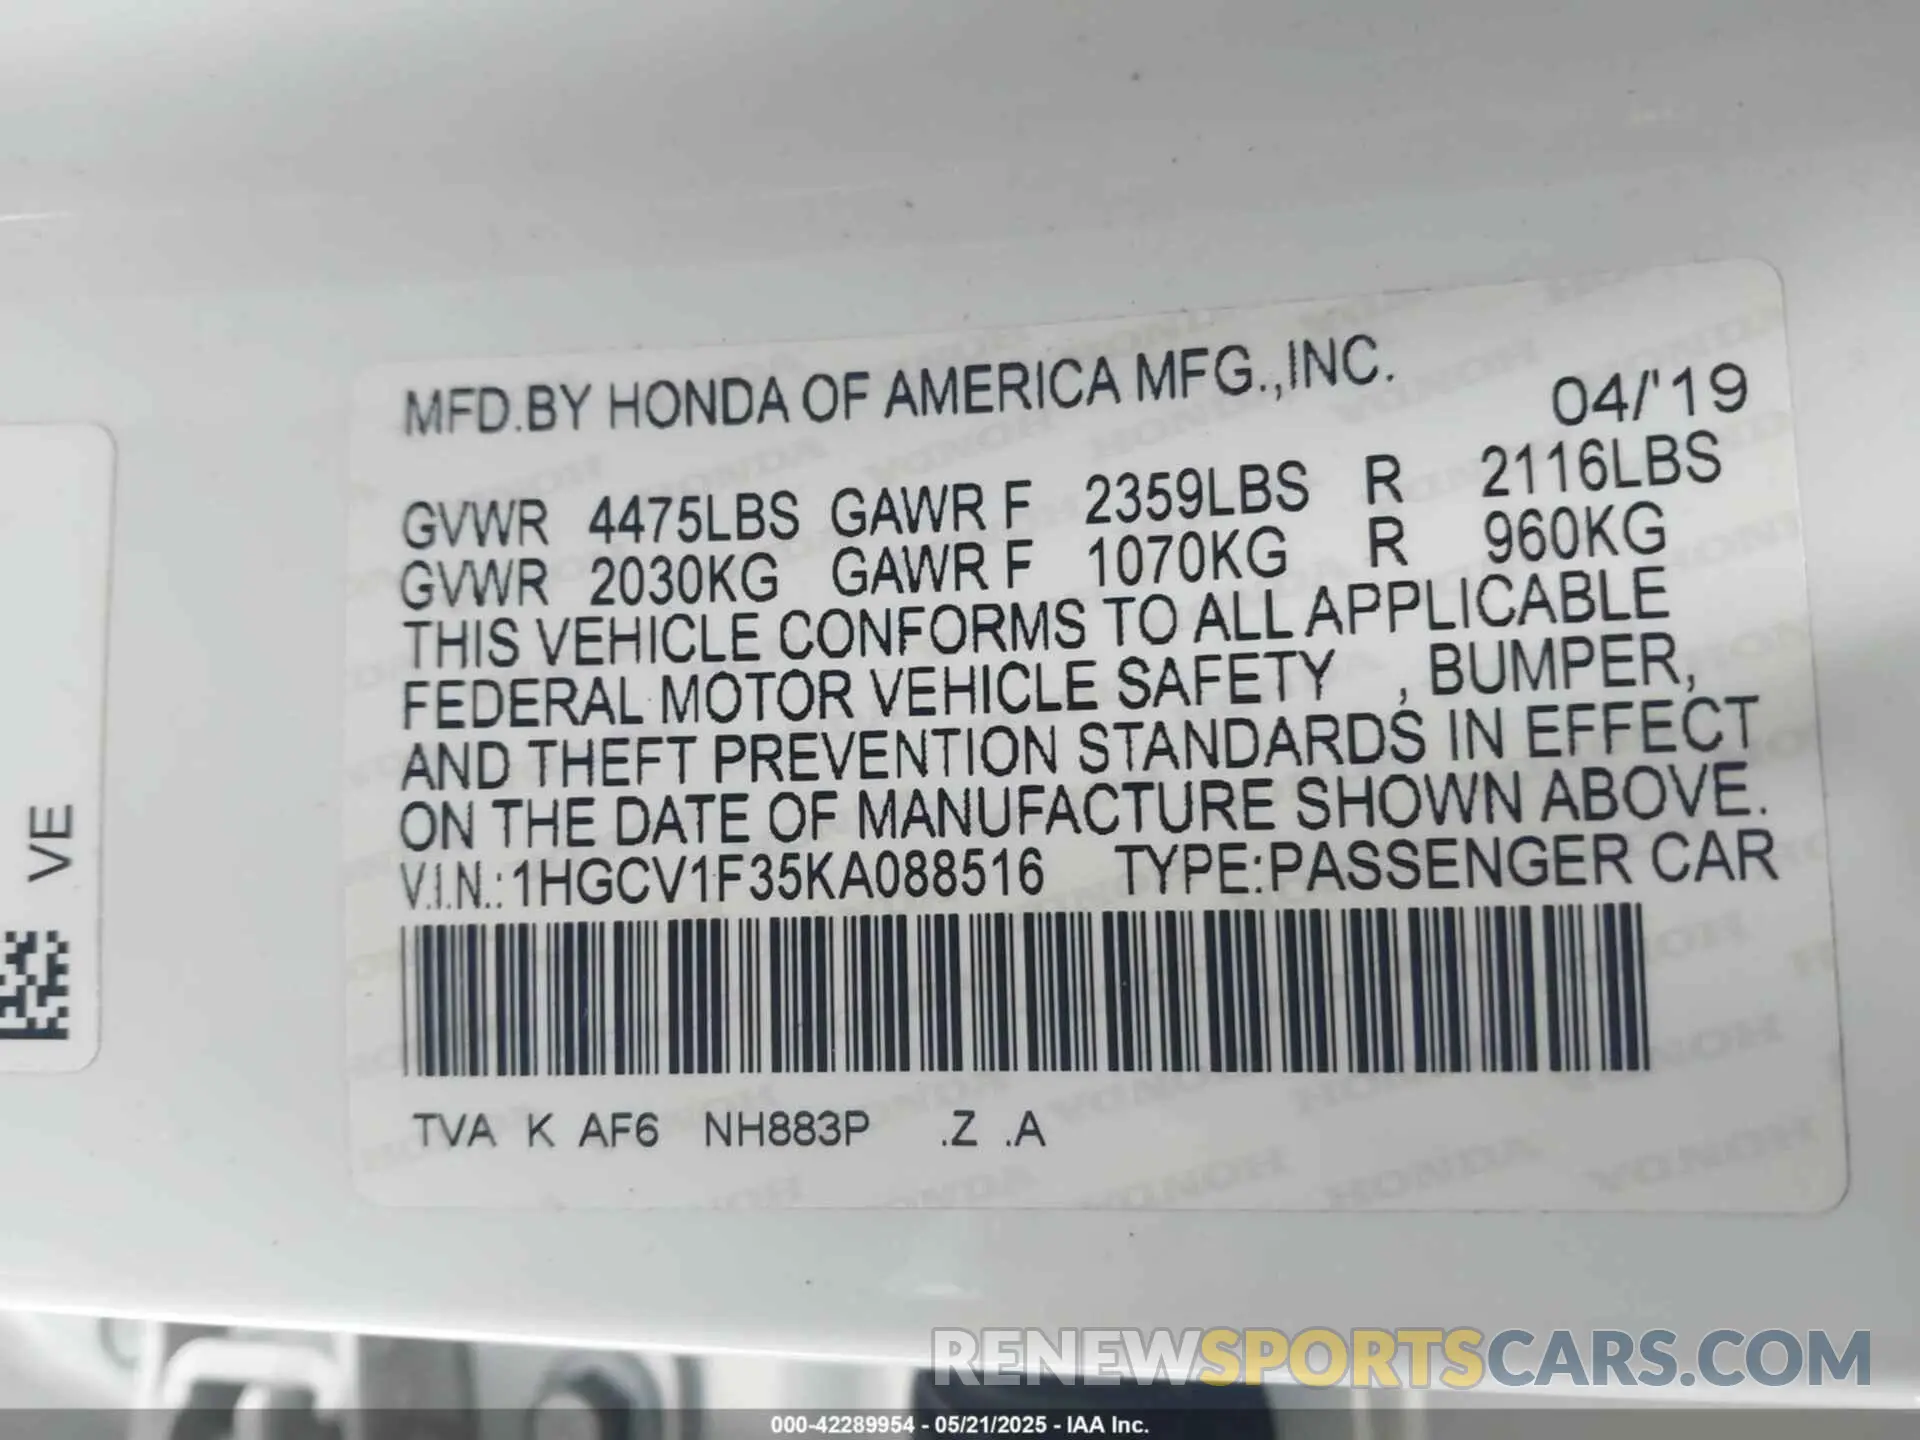 MFD.BY HONDA OF AMERICA MFG.,INC.
04/'19
GVWR 4475LBS GAWR F 2359LBS R 2116LBS
GVWR 2030KG GAWR F 1070KG R 960KG
THIS VEHICLE CONFORMS TO ALL APPLICABLE
FEDERAL MOTOR VEHICLE SAFETY , BUMPER,
AND THEFT PREVENTION STANDARDS IN EFFECT
ON THE DATE OF MANUFACTURE SHOWN ABOVE.
V.I.N.:1HGCV1F35KA088516 TYPE:PASSENGER CAR
TVA K AF6 NH883P .Z .A
VE
RENEWSPORTSCARS.COM
000-42289954 - 05/21/2025 - IAA Inc.